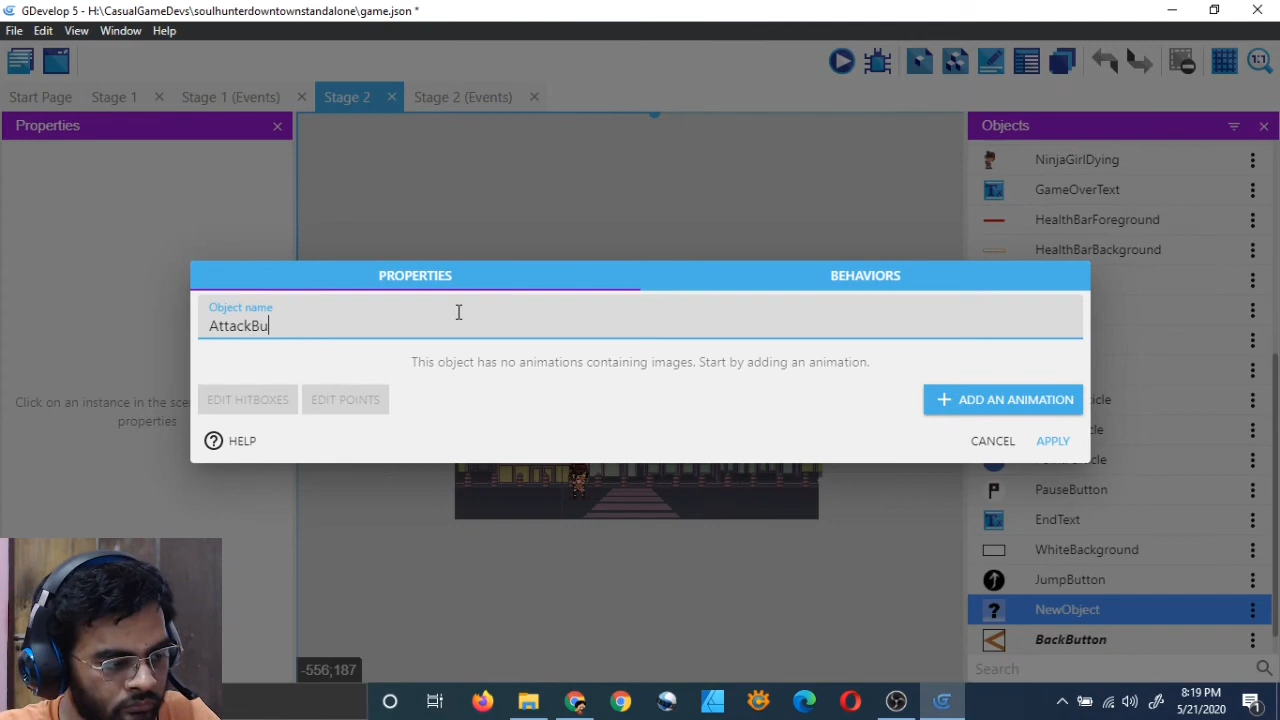 GDevelop 5 - H:\CasualGameDevs\soulhunterdowntownstandalone\game.json *
File Edit View Window Help
Start Page Stage 1 Stage 1 (Events) Stage 2 Stage 2 (Events)
Properties
Objects
NinjaGirlDying
GameOverText
HealthBarForeground
HealthBarBackground
PROPERTIES BEHAVIORS
Object name
AttackBu
This object has no animations containing images. Start by adding an animation.
EDIT HITBOXES EDIT POINTS
ADD AN ANIMATION
HELP
CANCEL APPLY
Click on an instance in the sce
properties
PauseButton
EndText
WhiteBackground
JumpButton
NewObject
BackButton
Search
-556;187
8:19 PM
5/21/2020